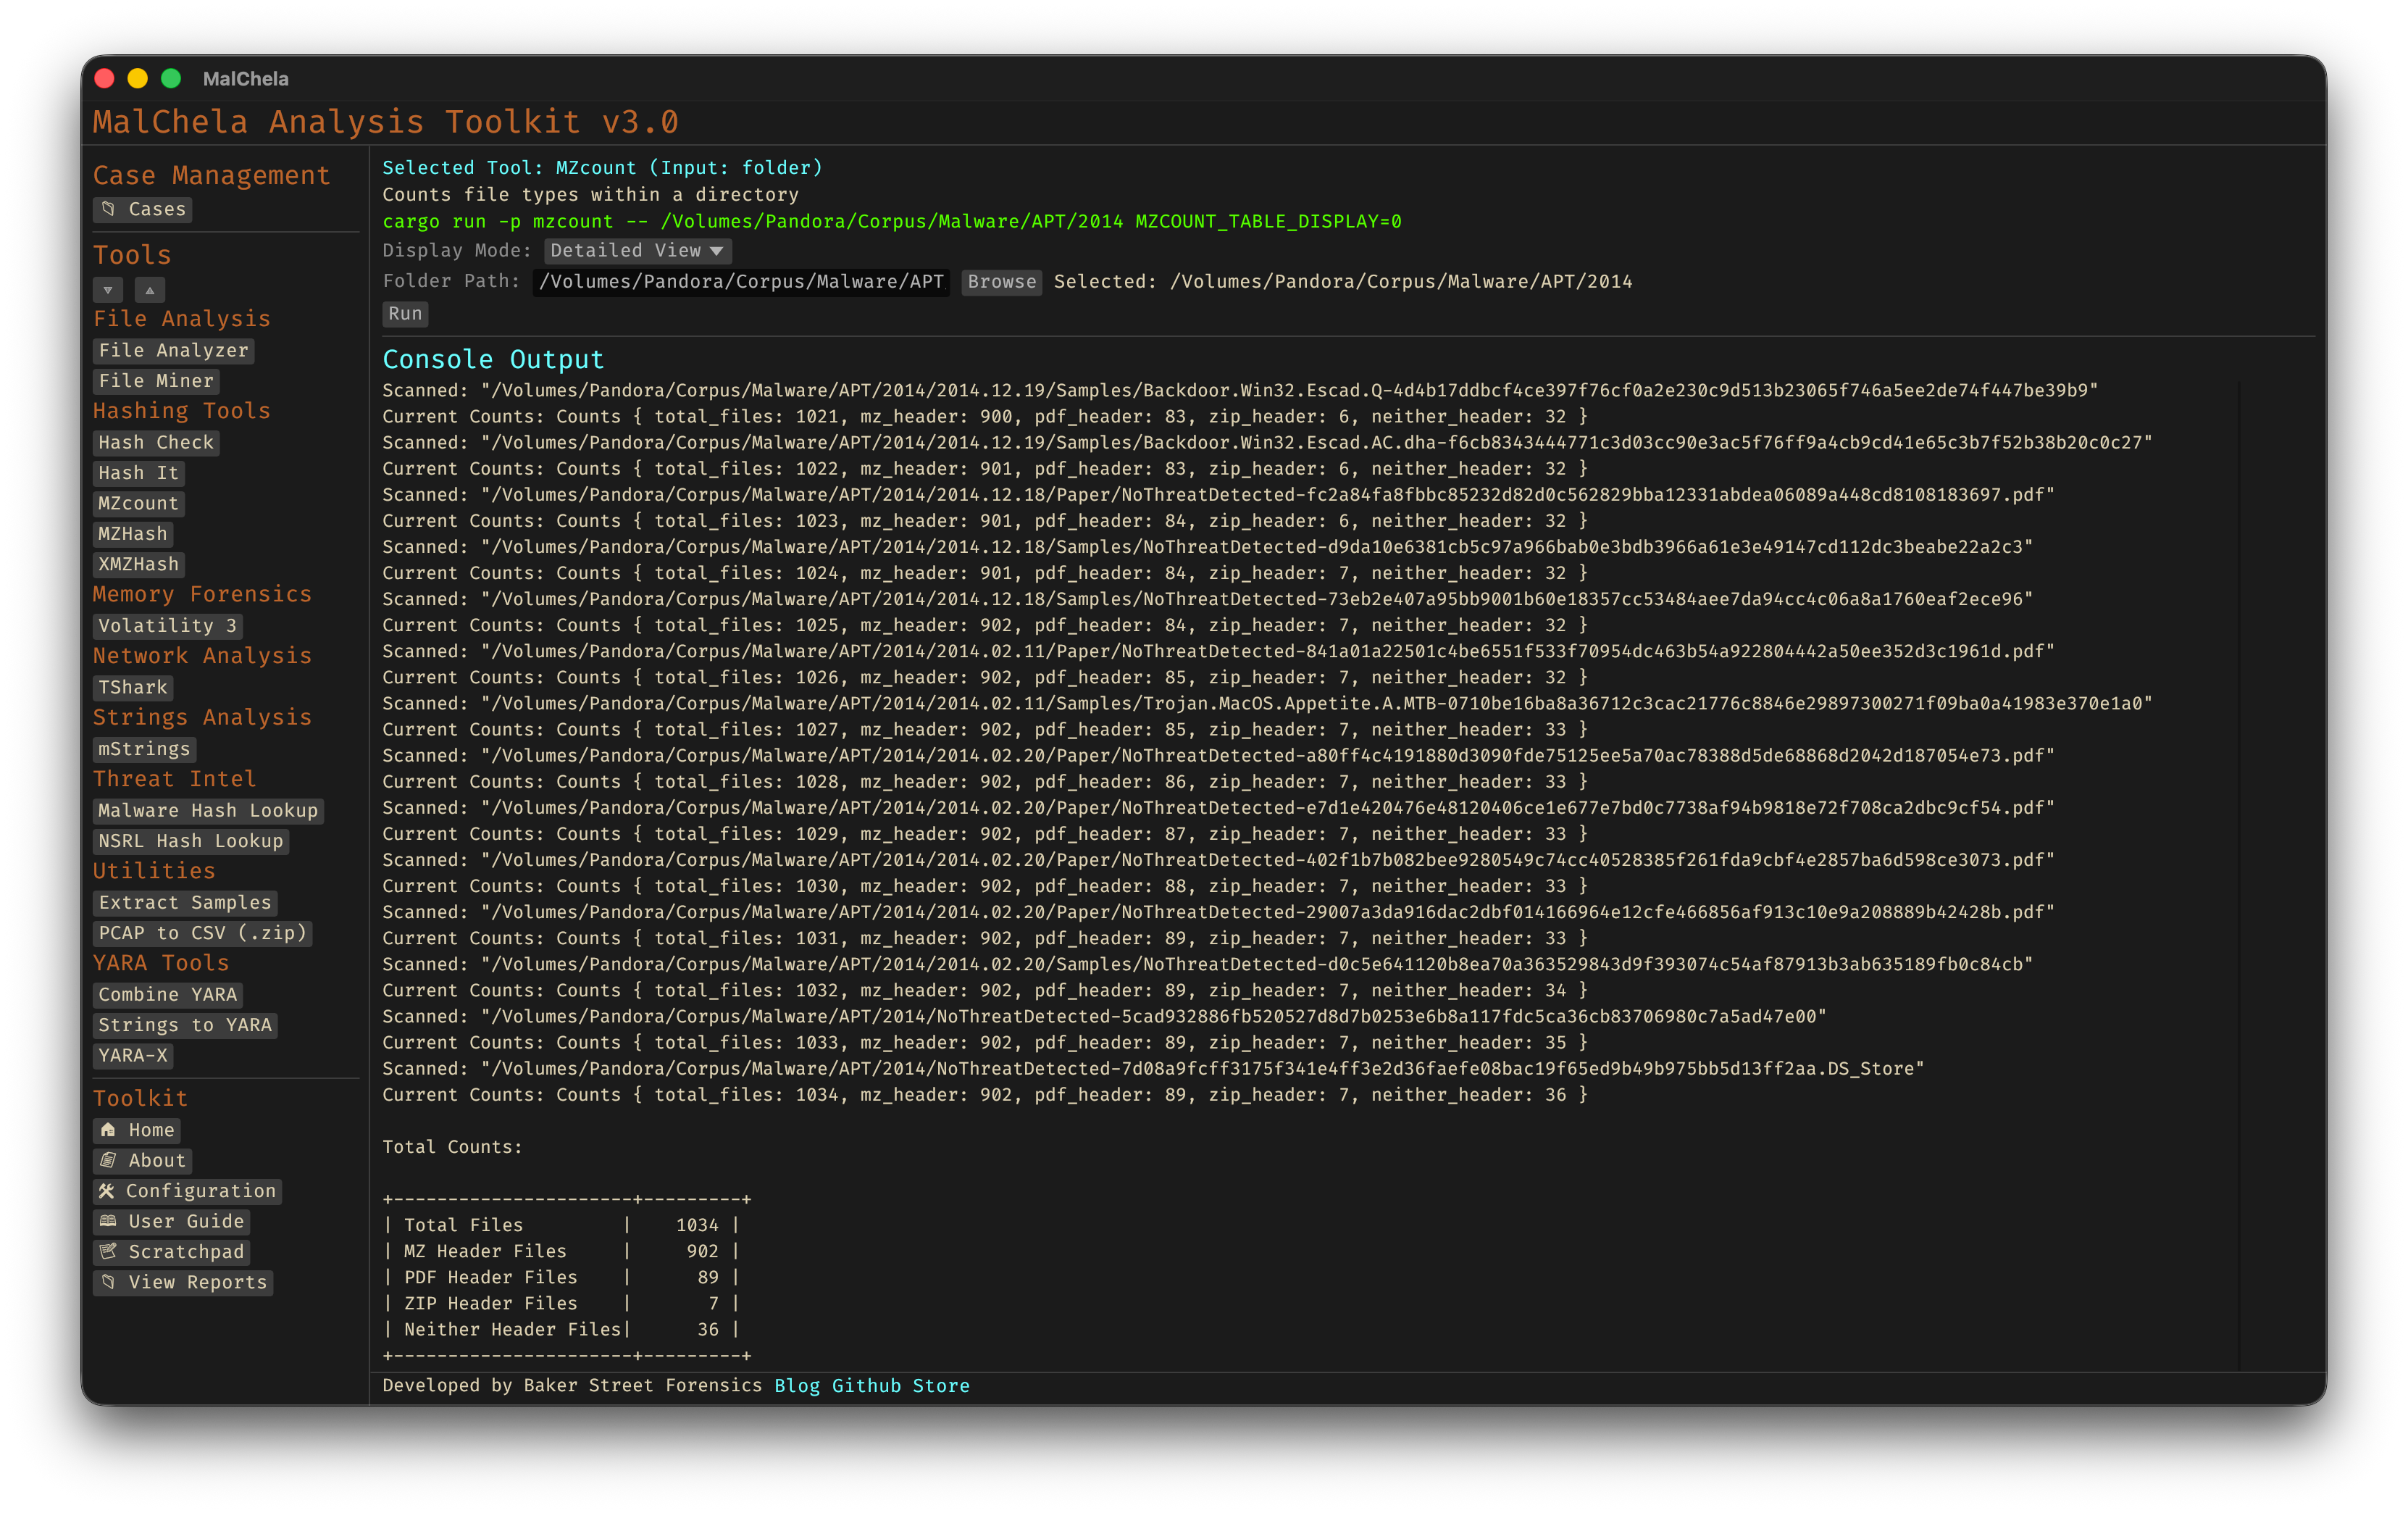 MalChela
MalChela Analysis Toolkit v3.0
Case Management
Cases
Tools
File Analysis
File Analyzer
File Miner
Hashing Tools
Hash Check
Hash It
MZcount
MZHash
XMZHash
Memory Forensics
Volatility 3
Network Analysis
TShark
Strings Analysis
mStrings
Threat Intel
Malware Hash Lookup
NSRL Hash Lookup
Utilities
Extract Samples
PCAP to CSV (.zip)
YARA Tools
Combine YARA
Strings to YARA
YARA-X
Toolkit
Home
About
Configuration
User Guide
Scratchpad
View Reports
Selected Tool: MZcount (Input: folder)
Counts file types within a directory
cargo run -p mzcount -- /Volumes/Pandora/Corpus/Malware/APT/2014 MZCOUNT_TABLE_DISPLAY=0
Display Mode: Detailed View
Folder Path: /Volumes/Pandora/Corpus/Malware/APT Browse Selected: /Volumes/Pandora/Corpus/Malware/APT/2014
Run
Console Output
Scanned: "/Volumes/Pandora/Corpus/Malware/APT/2014/2014.12.19/Samples/Backdoor.Win32.Escad.Q-4d4b17ddbcf4ce397f76cf0a2e230c9d513b23065f746a5ee2de74f447be39b9"
Current Counts: Counts { total_files: 1021, mz_header: 900, pdf_header: 83, zip_header: 6, neither_header: 32 }
Scanned: "/Volumes/Pandora/Corpus/Malware/APT/2014/2014.12.19/Samples/Backdoor.Win32.Escad.AC.dha-f6cb8343444771c3d03cc90e3ac5f76ff9a4cb9cd41e65c3b7f52b38b20c0c27"
Current Counts: Counts { total_files: 1022, mz_header: 901, pdf_header: 83, zip_header: 6, neither_header: 32 }
Scanned: "/Volumes/Pandora/Corpus/Malware/APT/2014/2014.12.18/Paper/NoThreatDetected-fc2a84fa8fbbc85232d82d0c562829bba12331abdea06089a448cd8108183697.pdf"
Current Counts: Counts { total_files: 1023, mz_header: 901, pdf_header: 84, zip_header: 6, neither_header: 32 }
Scanned: "/Volumes/Pandora/Corpus/Malware/APT/2014/2014.12.18/Samples/NoThreatDetected-d9da10e6381cb5c97a966bab0e3bdb3966a61e3e49147cd112dc3beabe22a2c3"
Current Counts: Counts { total_files: 1024, mz_header: 901, pdf_header: 84, zip_header: 7, neither_header: 32 }
Scanned: "/Volumes/Pandora/Corpus/Malware/APT/2014/2014.12.18/Samples/NoThreatDetected-73eb2e407a95bb9001b60e18357cc53484aee7da94cc4c06a8a1760eaf2ece96"
Current Counts: Counts { total_files: 1025, mz_header: 902, pdf_header: 84, zip_header: 7, neither_header: 32 }
Scanned: "/Volumes/Pandora/Corpus/Malware/APT/2014/2014.02.11/Paper/NoThreatDetected-841a01a22501c4be6551f533f70954dc463b54a922804442a50ee352d3c1961d.pdf"
Current Counts: Counts { total_files: 1026, mz_header: 902, pdf_header: 85, zip_header: 7, neither_header: 32 }
Scanned: "/Volumes/Pandora/Corpus/Malware/APT/2014/2014.02.11/Samples/Trojan.MacOS.Appetite.A.MTB-0710be16ba8a36712c3cac21776c8846e29897300271f09ba0a41983e370e1a0"
Current Counts: Counts { total_files: 1027, mz_header: 902, pdf_header: 85, zip_header: 7, neither_header: 33 }
Scanned: "/Volumes/Pandora/Corpus/Malware/APT/2014/2014.02.20/Paper/NoThreatDetected-a80ff4c4191880d3090fde75125ee5a70ac78388d5de68868d2042d187054e73.pdf"
Current Counts: Counts { total_files: 1028, mz_header: 902, pdf_header: 86, zip_header: 7, neither_header: 33 }
Scanned: "/Volumes/Pandora/Corpus/Malware/APT/2014/2014.02.20/Paper/NoThreatDetected-e7d1e420476e48120406ce1e677e7bd0c7738af94b9818e72f708ca2dbc9cf54.pdf"
Current Counts: Counts { total_files: 1029, mz_header: 902, pdf_header: 87, zip_header: 7, neither_header: 33 }
Scanned: "/Volumes/Pandora/Corpus/Malware/APT/2014/2014.02.20/Paper/NoThreatDetected-402f1b7b082bee9280549c74cc40528385f261fda9cbf4e2857ba6d598ce3073.pdf"
Current Counts: Counts { total_files: 1030, mz_header: 902, pdf_header: 88, zip_header: 7, neither_header: 33 }
Scanned: "/Volumes/Pandora/Corpus/Malware/APT/2014/2014.02.20/Paper/NoThreatDetected-29007a3da916dac2dbf014166964e12cfe466856af913c10e9a208889b42428b.pdf"
Current Counts: Counts { total_files: 1031, mz_header: 902, pdf_header: 89, zip_header: 7, neither_header: 33 }
Scanned: "/Volumes/Pandora/Corpus/Malware/APT/2014/2014.02.20/Samples/NoThreatDetected-d0c5e641120b8ea70a363529843d9f393074c54af87913b3ab635189fb0c84cb"
Current Counts: Counts { total_files: 1032, mz_header: 902, pdf_header: 89, zip_header: 7, neither_header: 34 }
Scanned: "/Volumes/Pandora/Corpus/Malware/APT/2014/NoThreatDetected-5cad932886fb520527d8d7b0253e6b8a117fdc5ca36cb83706980c7a5ad47e00"
Current Counts: Counts { total_files: 1033, mz_header: 902, pdf_header: 89, zip_header: 7, neither_header: 35 }
Scanned: "/Volumes/Pandora/Corpus/Malware/APT/2014/NoThreatDetected-7d08a9fcff3175f341e4ff3e2d36faefe08bac19f65ed9b49b975bb5d13ff2aa.DS_Store"
Current Counts: Counts { total_files: 1034, mz_header: 902, pdf_header: 89, zip_header: 7, neither_header: 36 }
Total Counts:
+----------------------+---------+
| Total Files | 1034 |
| MZ Header Files | 902 |
| PDF Header Files | 89 |
| ZIP Header Files | 7 |
| Neither Header Files| 36 |
+----------------------+---------+
Developed by Baker Street Forensics Blog Github Store